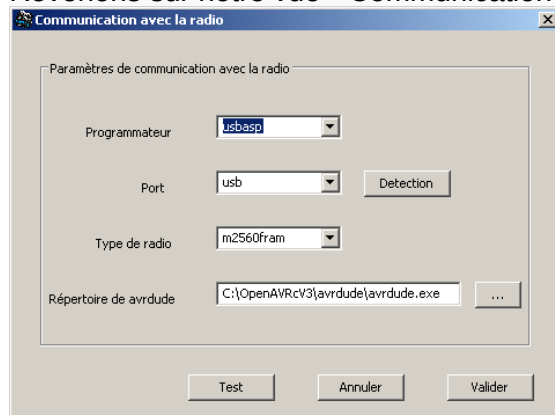 Communication avec la radio
Paramètres de communication avec la radio
Programmateur usbasp
Port usb Detection
Type de radio m2560fram
Répertoire de avrdude C:\OpenAVRcV3\avrdude\avrdude.exe ...
Test Annuler Valider